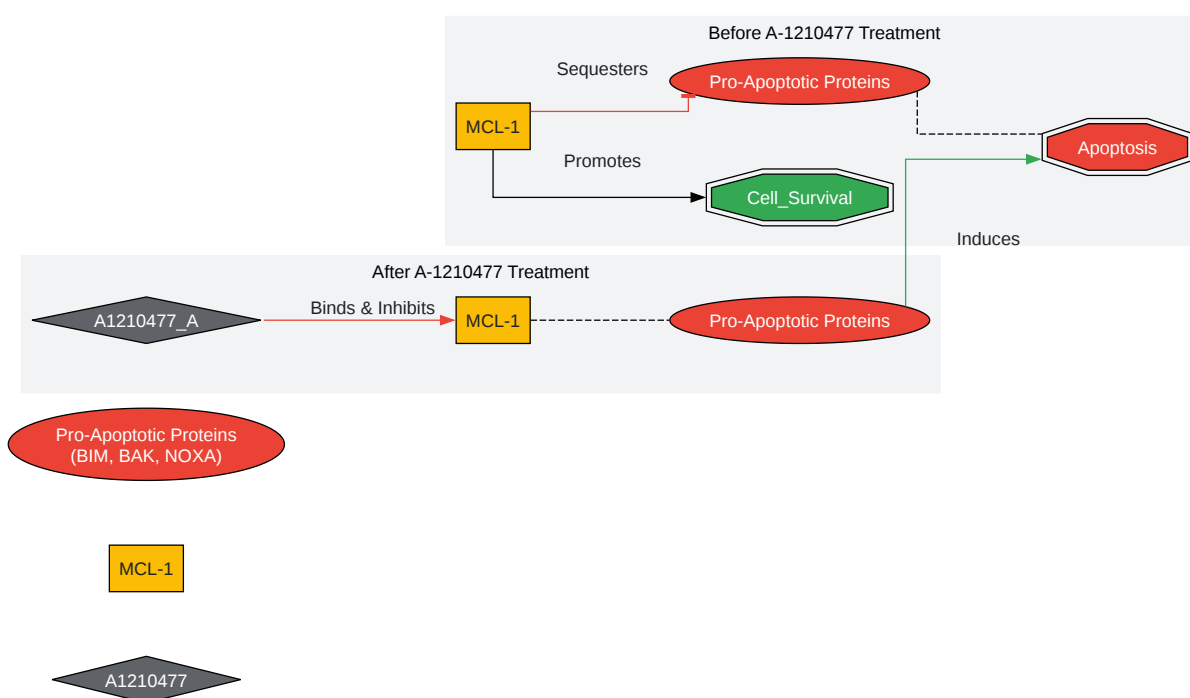 Before A-1210477 Treatment
Sequesters
Pro-Apoptotic Proteins
MCL-1
Promotes
Apoptosis
Cell_Survival
Induces
After A-1210477 Treatment
A1210477_A
Binds & Inhibits
MCL-1
Pro-Apoptotic Proteins
Pro-Apoptotic Proteins
(BIM, BAK, NOXA)
MCL-1
A1210477